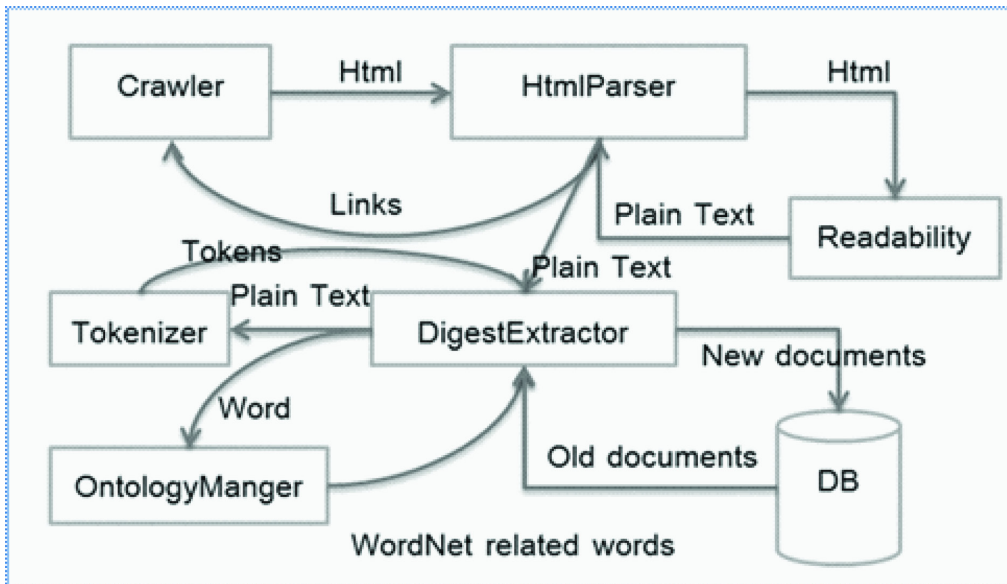 Crawler
Html
HtmlParser
Html
Links
Plain Text
Readability
Tokens
Plain Text
Plain Text
Tokenizer
DigestExtractor
New documents
Word
OntologyManger
Old documents
DB
WordNet related words